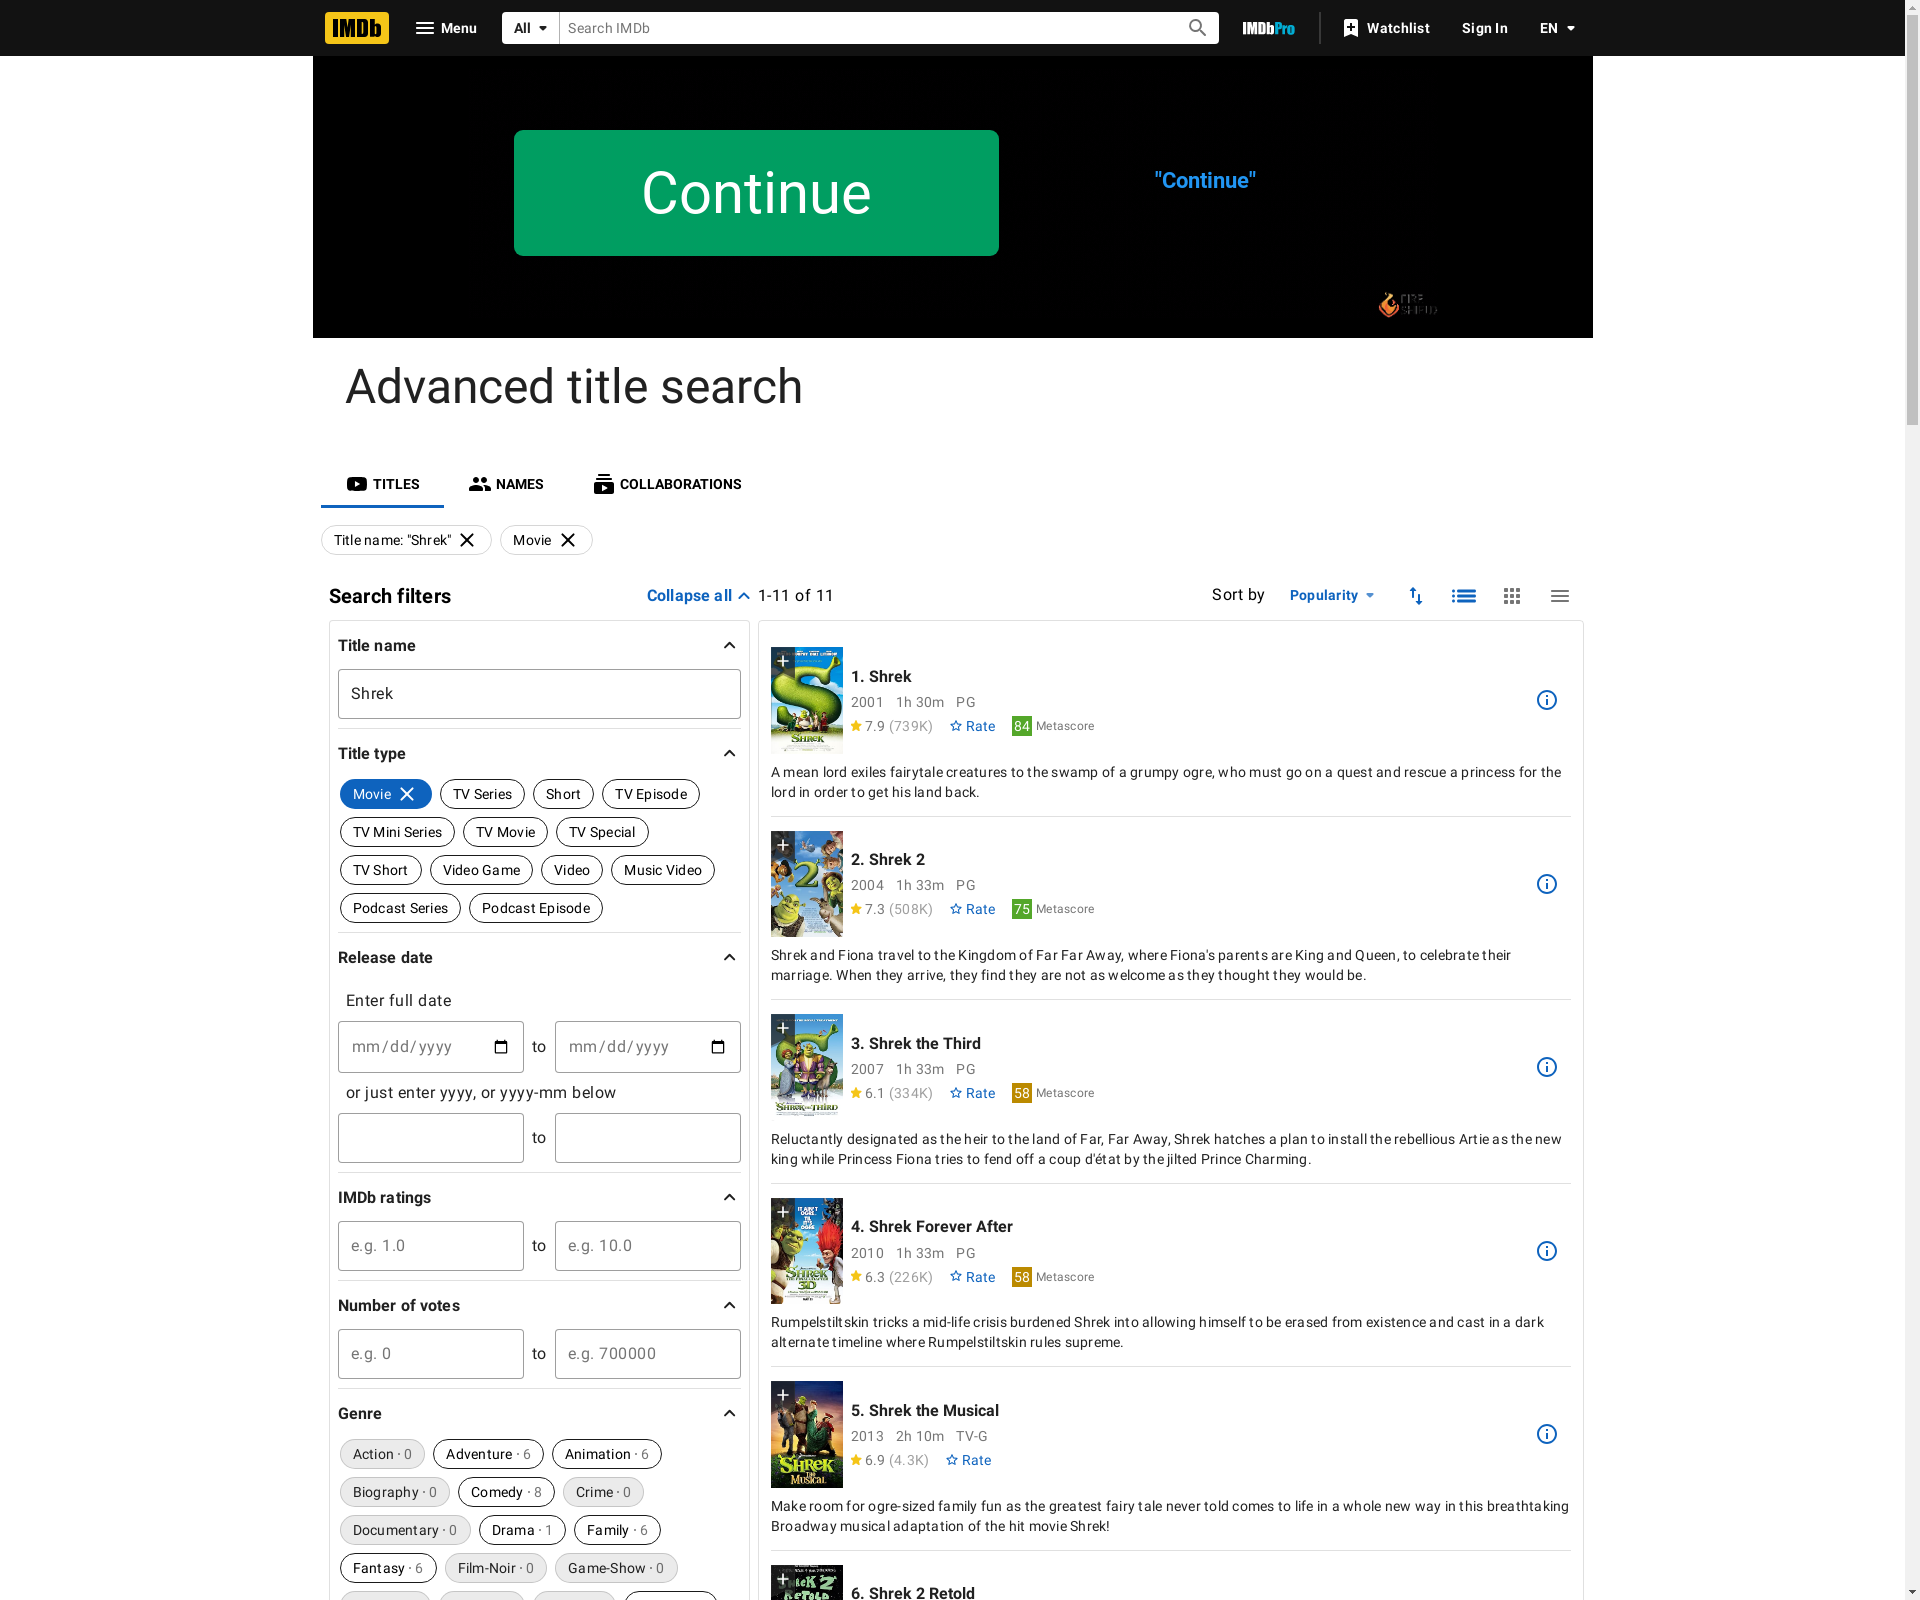 IMDb Menu All Search IMDb IMDbPro Watchlist Sign In EN
Continue
"Continue"
Advanced title search
TITLES NAMES COLLABORATIONS
Title name: "Shrek" Movie
Search filters Collapse all 1-11 of 11 Sort by Popularity
Title name
Shrek
Title type
Movie TV Series Short TV Episode
TV Mini Series TV Movie TV Special
TV Short Video Game Video Music Video
Podcast Series Podcast Episode
Release date
Enter full date
mm/dd/yyyy to mm/dd/yyyy
or just enter yyyy, or yyyy-mm below
to
IMDb ratings
e.g. 1.0 to e.g. 10.0
Number of votes
e.g. 0 to e.g. 700000
Genre
Action · 0 Adventure · 6 Animation · 6
Biography · 0 Comedy · 8 Crime · 0
Documentary · 0 Drama · 1 Family · 6
Fantasy · 6 Film-Noir · 0 Game-Show · 0
1. Shrek
2001 1h 30m PG
7.9 (739K) Rate 84 Metascore
A mean lord exiles fairytale creatures to the swamp of a grumpy ogre, who must go on a quest and rescue a princess for the
lord in order to get his land back.
2. Shrek 2
2004 1h 33m PG
7.3 (508K) Rate 75 Metascore
Shrek and Fiona travel to the Kingdom of Far Far Away, where Fiona's parents are King and Queen, to celebrate their
marriage. When they arrive, they find they are not as welcome as they thought they would be.
3. Shrek the Third
2007 1h 33m PG
6.1 (334K) Rate 58 Metascore
Reluctantly designated as the heir to the land of Far, Far Away, Shrek hatches a plan to install the rebellious Artie as the new
king while Princess Fiona tries to fend off a coup d'état by the jilted Prince Charming.
4. Shrek Forever After
2010 1h 33m PG
6.3 (226K) Rate 58 Metascore
Rumpelstiltskin tricks a mid-life crisis burdened Shrek into allowing himself to be erased from existence and cast in a dark
alternate timeline where Rumpelstiltskin rules supreme.
5. Shrek the Musical
2013 2h 10m TV-G
6.9 (4.3K) Rate
Make room for ogre-sized family fun as the greatest fairy tale never told comes to life in a whole new way in this breathtaking
Broadway musical adaptation of the hit movie Shrek!
6. Shrek 2 Retold